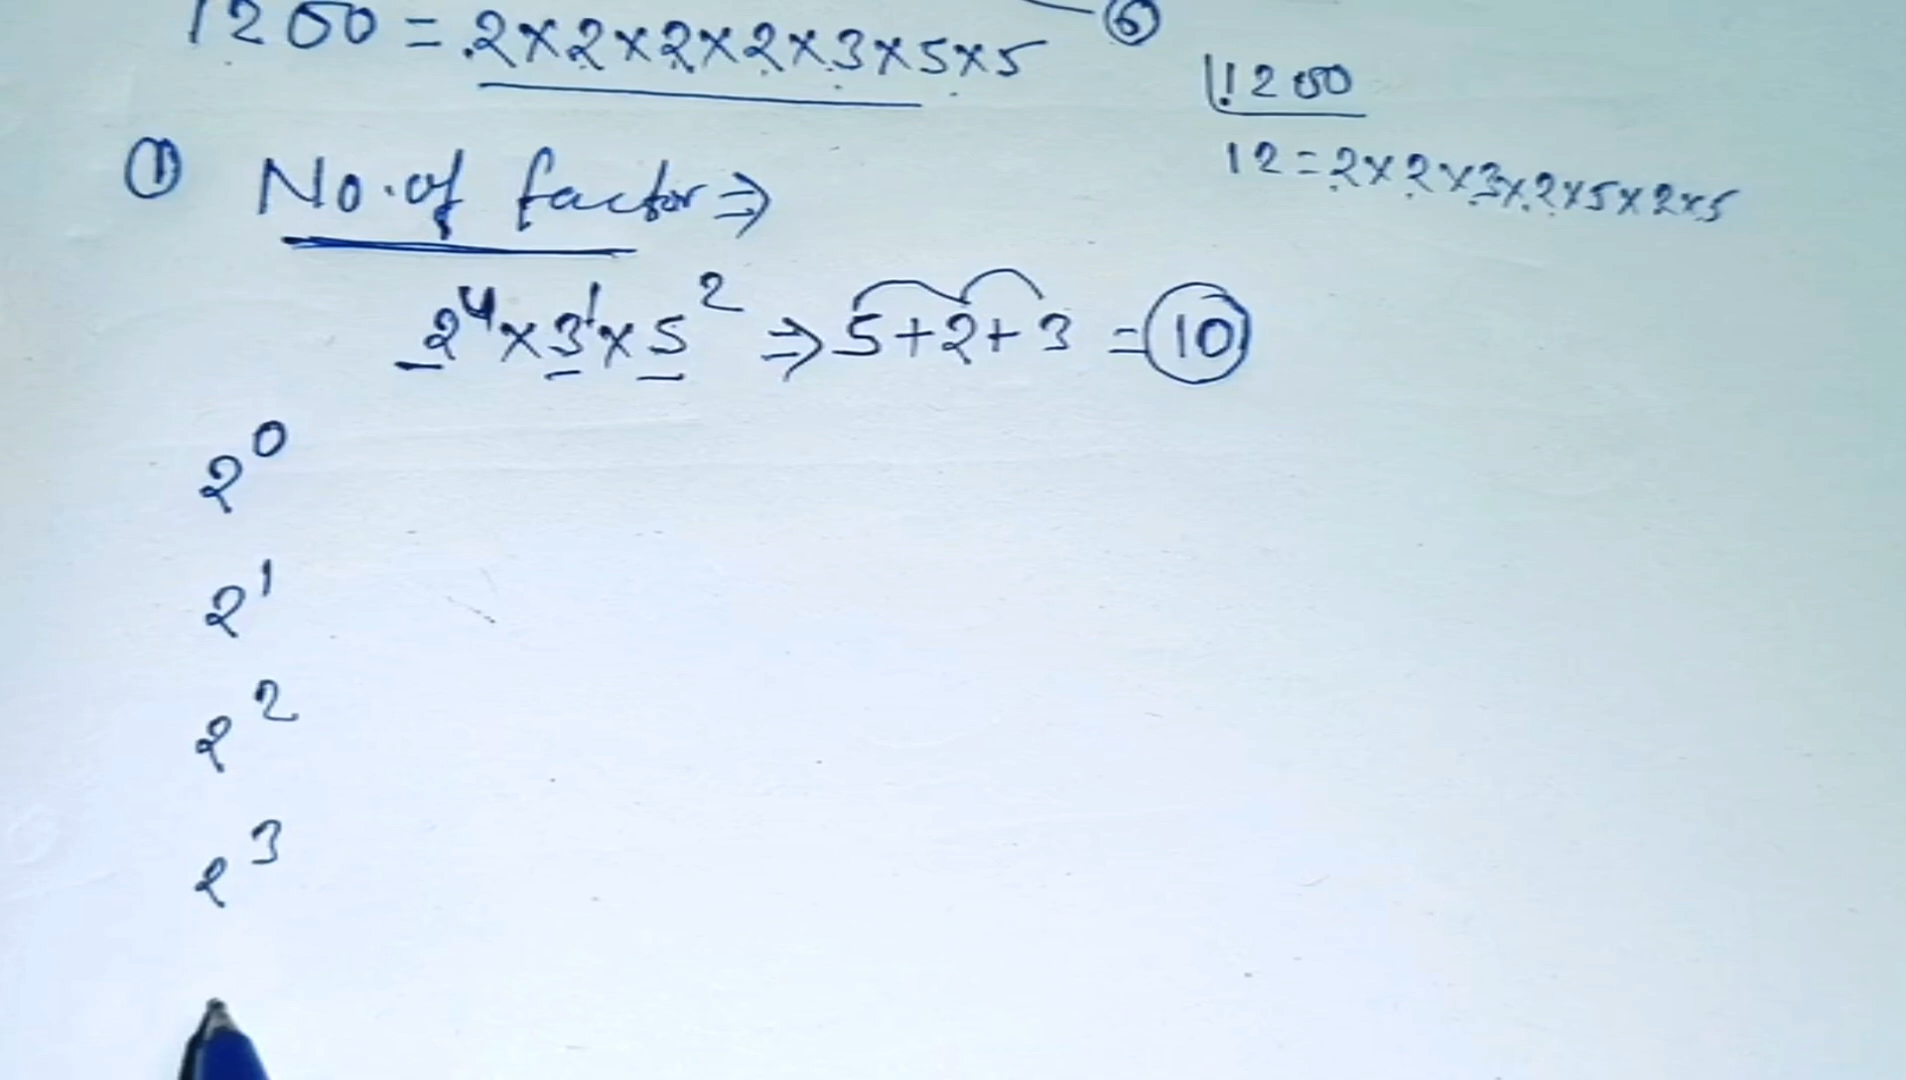 1200 = 2×2×2×2×3×5×5
6
1200
12=2×2×3×2×5×2×5
① No. of factor ⇒
2⁴×3¹×5² ⇒ 5+2+3 = 10
2⁰
2¹
2²
2³